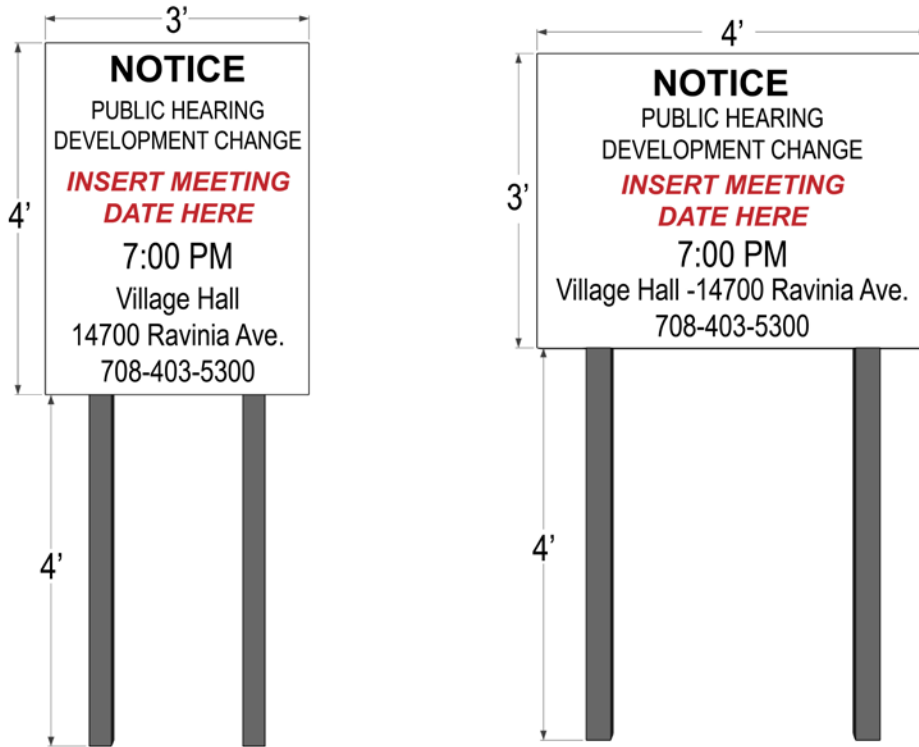 3’
NOTICE
PUBLIC HEARING
DEVELOPMENT CHANGE
INSERT MEETING
DATE HERE
7:00 PM
Village Hall
14700 Ravinia Ave.
708-403-5300
4’
4’
4’
NOTICE
PUBLIC HEARING
DEVELOPMENT CHANGE
INSERT MEETING
DATE HERE
7:00 PM
Village Hall -14700 Ravinia Ave.
708-403-5300
3’
4’